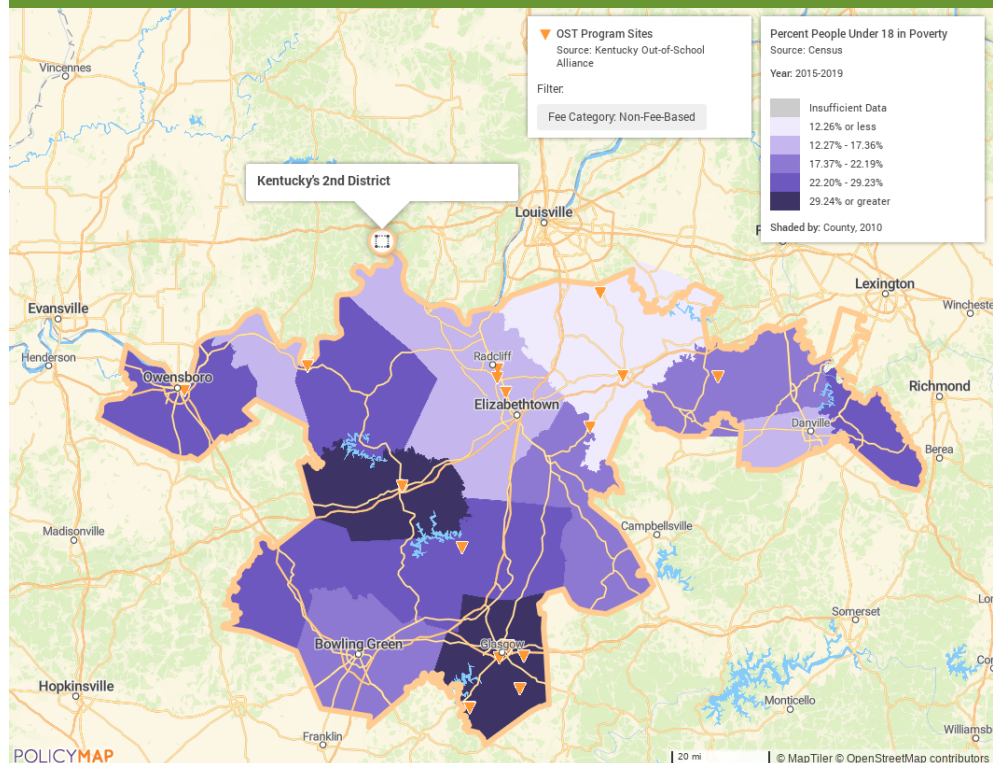 OST Program Sites
Source: Kentucky Out-of-School
Alliance
Filter:
Fee Category: Non-Fee-Based
Percent People Under 18 in Poverty
Source: Census
Year: 2015-2019
Insufficient Data
12.26% or less
12.27% - 17.36%
17.37% - 22.19%
22.20% - 29.23%
29.24% or greater
Shaded by: County, 2010
Vincennes
Kentucky's 2nd District
Louisville
F
Lexington
Evansville
Winche
Henderson
Radcliff
Owensboro
Richmond
Elizabethtown
Danville
Berea
Madisonville
Campbellsville
Lon
Somerset
Bowling Green
Glasgow
Cor
Hopkinsville
Monticello
Franklin
Williamsb
POLICYMAP
20 mi
© MapTiler © OpenStreetMap contributors